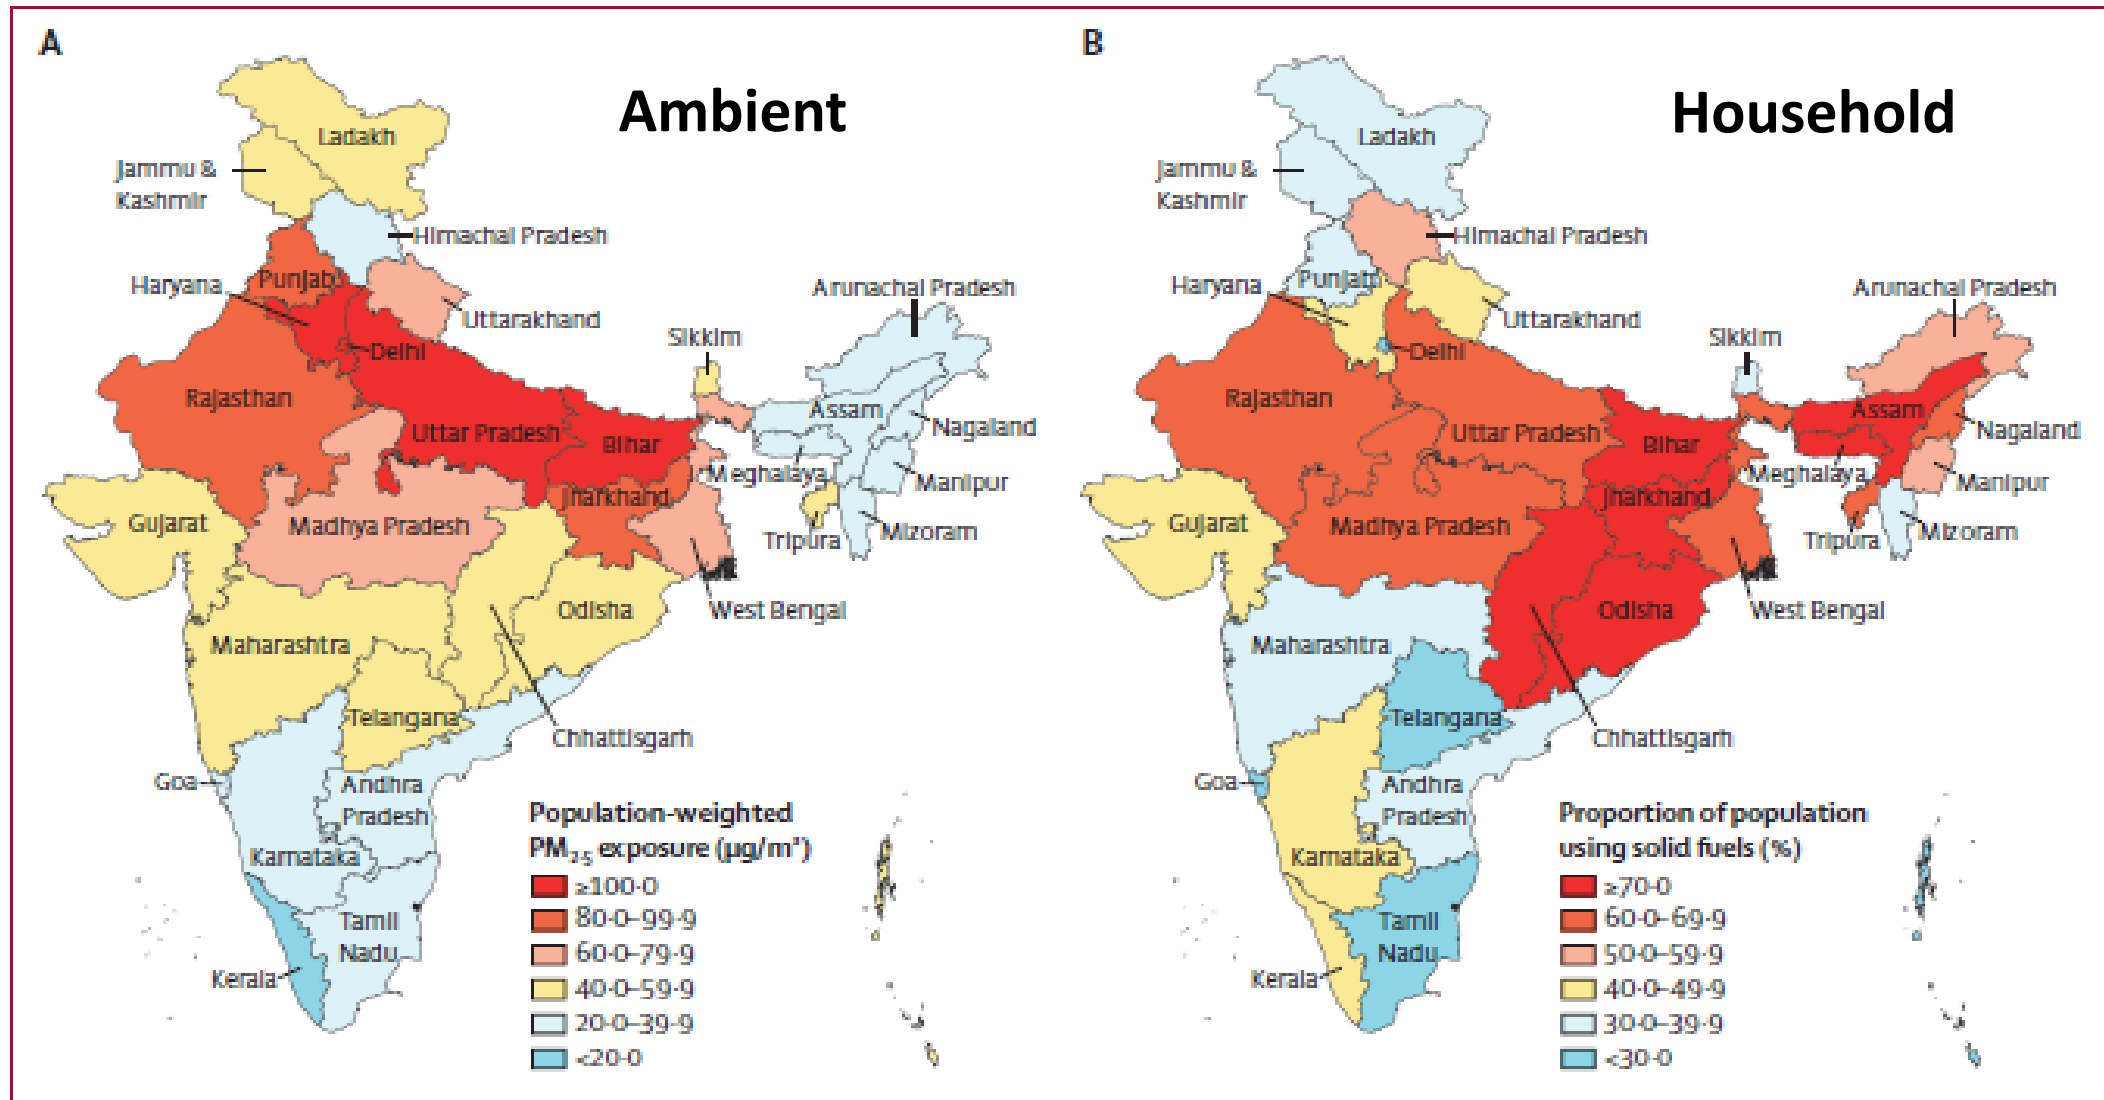 A
Ambient
Ladakh
Jammu &
Kashmir
Himachal Pradesh
Punjab
Haryana
Uttarakhand
Arunachal Pradesh
Sikkim
Delhi
Rajasthan
Assam
Nagaland
Uttar Pradesh
Bihar
Meghalaya
Manipur
Jharkhand
Gujarat
Madhya Pradesh
Tripura
Mizoram
West Bengal
Odisha
Maharashtra
Telangana
Chhattisgarh
Goa
Andhra
Pradesh
Karnataka
Tamil
Nadu
Kerala
Population-weighted
PM2·5 exposure (µg/m³)
≥100·0
80·0–99·9
60·0–79·9
40·0–59·9
20·0–39·9
<20·0
B
Household
Ladakh
Jammu &
Kashmir
Himachal Pradesh
Punjab
Haryana
Uttarakhand
Arunachal Pradesh
Sikkim
Delhi
Rajasthan
Assam
Nagaland
Uttar Pradesh
Bihar
Meghalaya
Manipur
Jharkhand
Gujarat
Madhya Pradesh
Tripura
Mizoram
West Bengal
Odisha
Maharashtra
Telangana
Chhattisgarh
Goa
Andhra
Pradesh
Karnataka
Tamil
Nadu
Kerala
Proportion of population
using solid fuels (%)
≥70·0
60·0–69·9
50·0–59·9
40·0–49·9
30·0–39·9
<30·0